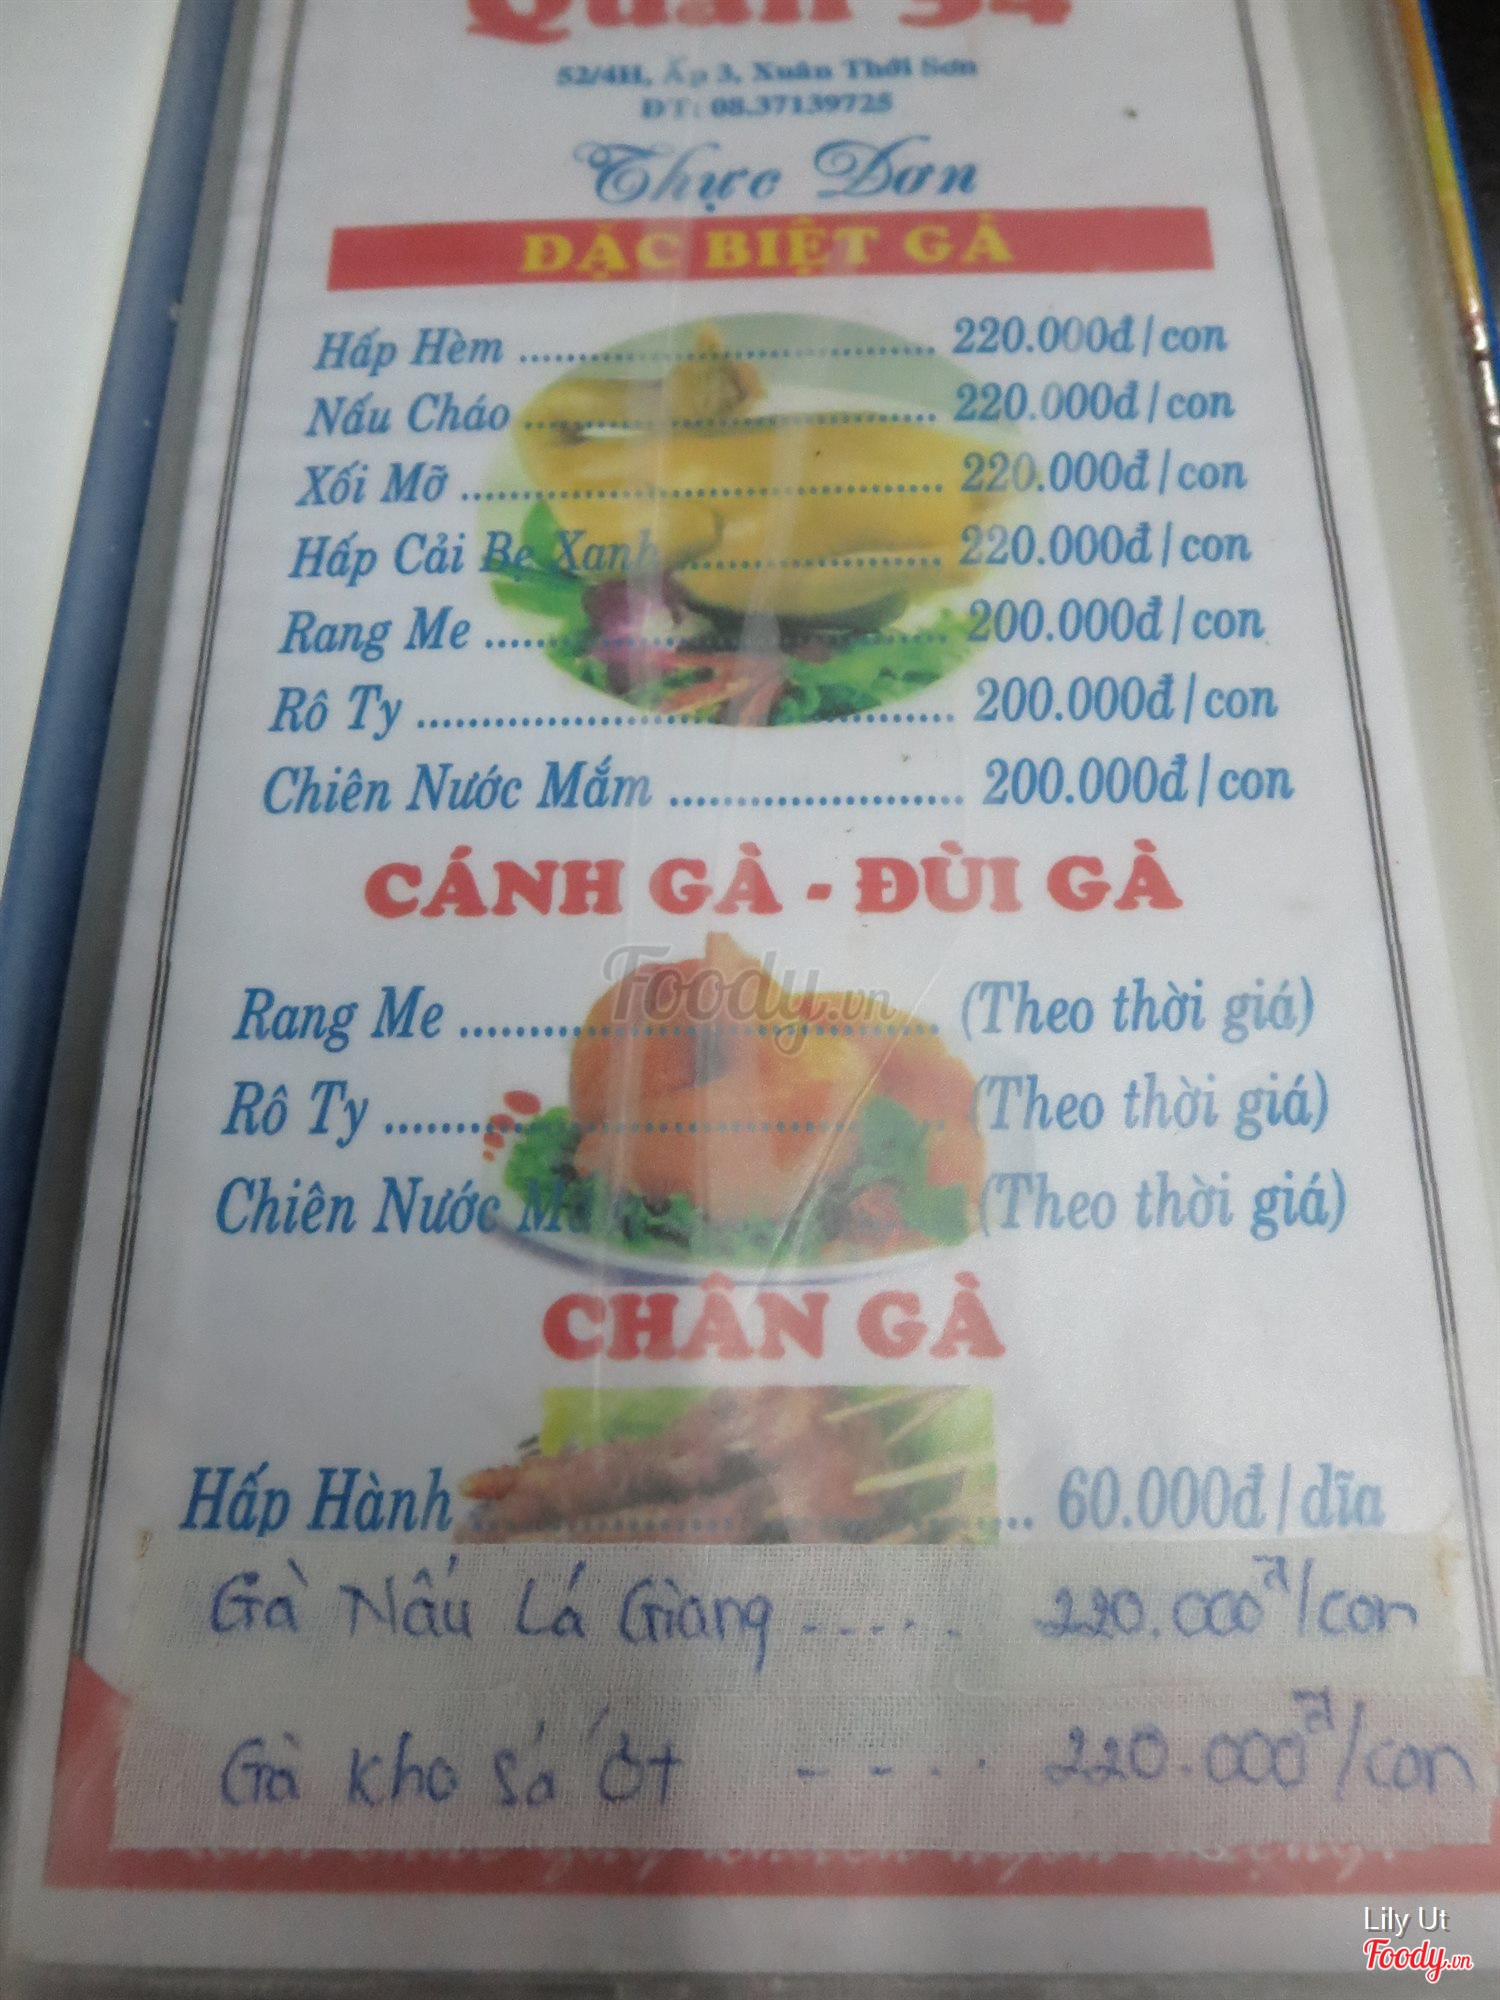 Quán 34
52/4H, Ấp 3, Xuân Thới Sơn
ĐT: 08.37139725
Thực Đơn
ĐẶC BIỆT GÀ
Hấp Hèm ........ 220.000đ/con
Nấu Cháo ........ 220.000đ/con
Xối Mỡ ........ 220.000đ/con
Hấp Cải Bẹ Xanh ........ 220.000đ/con
Rang Me ........ 200.000đ/con
Rô Ty ........ 200.000đ/con
Chiên Nước Mắm ........ 200.000đ/con
CÁNH GÀ - ĐÙI GÀ
Rang Me ........ (Theo thời giá)
Rô Ty ........ (Theo thời giá)
Chiên Nước ........ (Theo thời giá)
CHÂN GÀ
Hấp Hành ........ 60.000đ/dĩa
Gà Nấu Lá Giang ----- 220.000đ/con
Gà kho sả Ớt ---- 220.000đ/con
Foody.vn
Lily Ut
Foody.vn